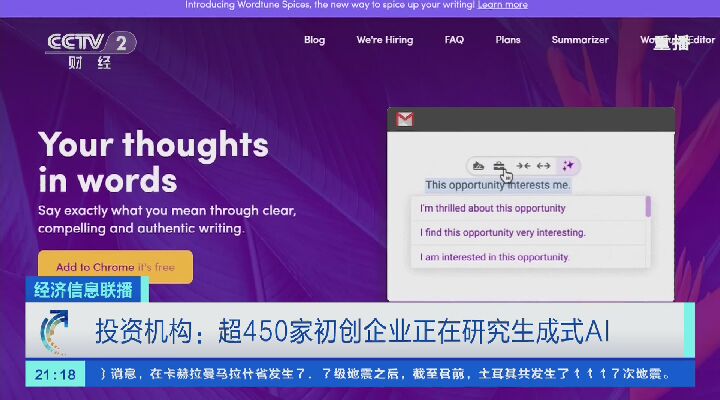 Introducing Wordtune Spices, the new way to spice up your writing! Learn more
CCTV 2
财 经
Blog We're Hiring FAQ Plans Summarizer Editor
重播
Your thoughts
in words
Say exactly what you mean through clear,
compelling and authentic writing.
Add to Chrome it's free
This opportunity interests me.
I'm thrilled about this opportunity
I find this opportunity very interesting.
I am interested in this opportunity.
经济信息联播
投资机构：超450家初创企业正在研究生成式AI
21:18 消息，在卡赫拉曼马拉什省发生7．7级地震之后，截至目前，土耳其共发生了1117次地震。